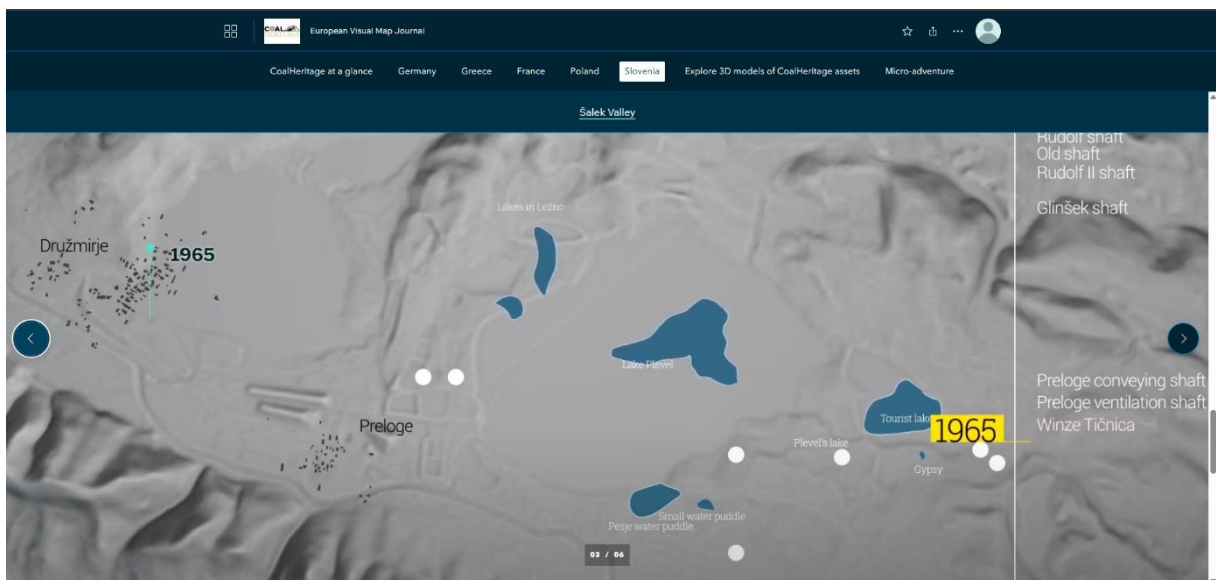 COAL HERITAGE
European Visual Map Journal
CoalHeritage at a glance
Germany
Greece
France
Poland
Slovenia
Explore 3D models of CoalHeritage assets
Micro-adventure
Šalek Valley
Rudolf shaft
Old shaft
Rudolf II shaft
Glinšek shaft
Lakes in Ležno
Družmirje
1965
Lake Plevel
Preloge conveying shaft
Preloge ventilation shaft
Winze Tičnica
Tourist lake
1965
Preloge
Plevel's lake
Gypsy
Small water puddle
Pesje water puddle
03 / 06